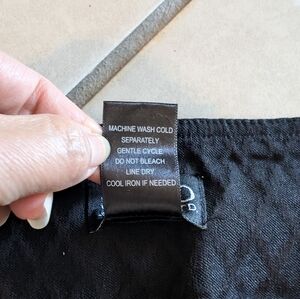 MACHINE WASH COLD
SEPARATELY
GENTLE CYCLE
DO NOT BLEACH
LINE DRY
COOL IRON IF NEEDED